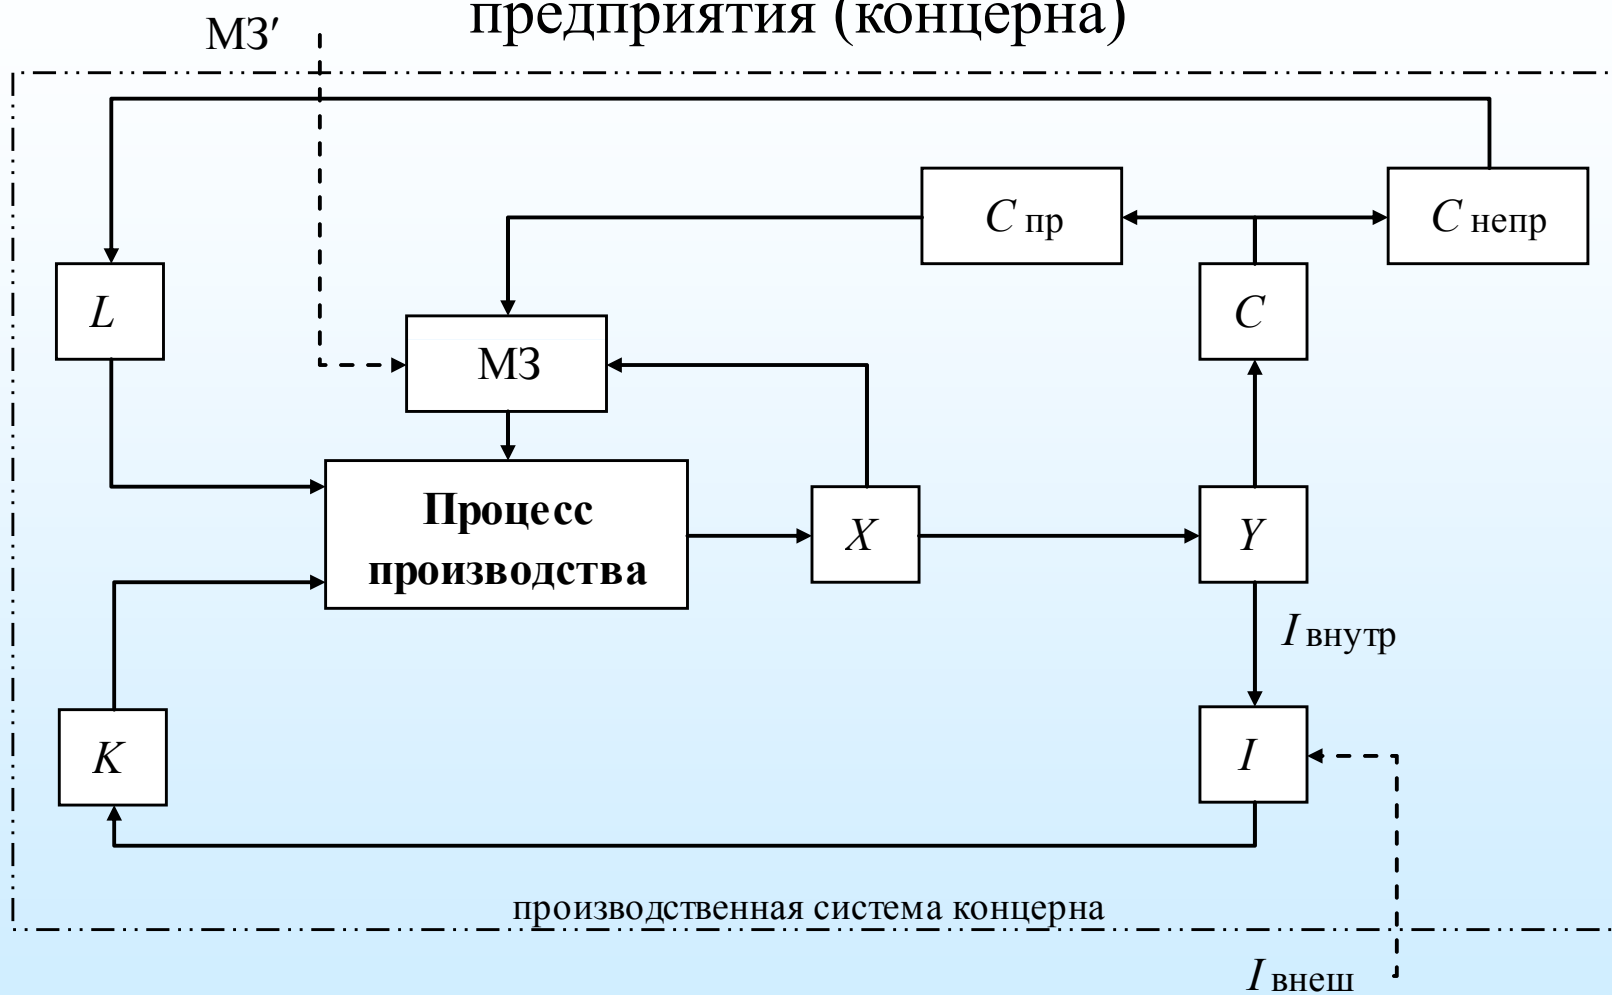 предприятия (концерна)
МЗ′
C пр
C непр
L
C
МЗ
Процесс
производства
X
Y
I внутр
K
I
производственная система концерна
I внеш